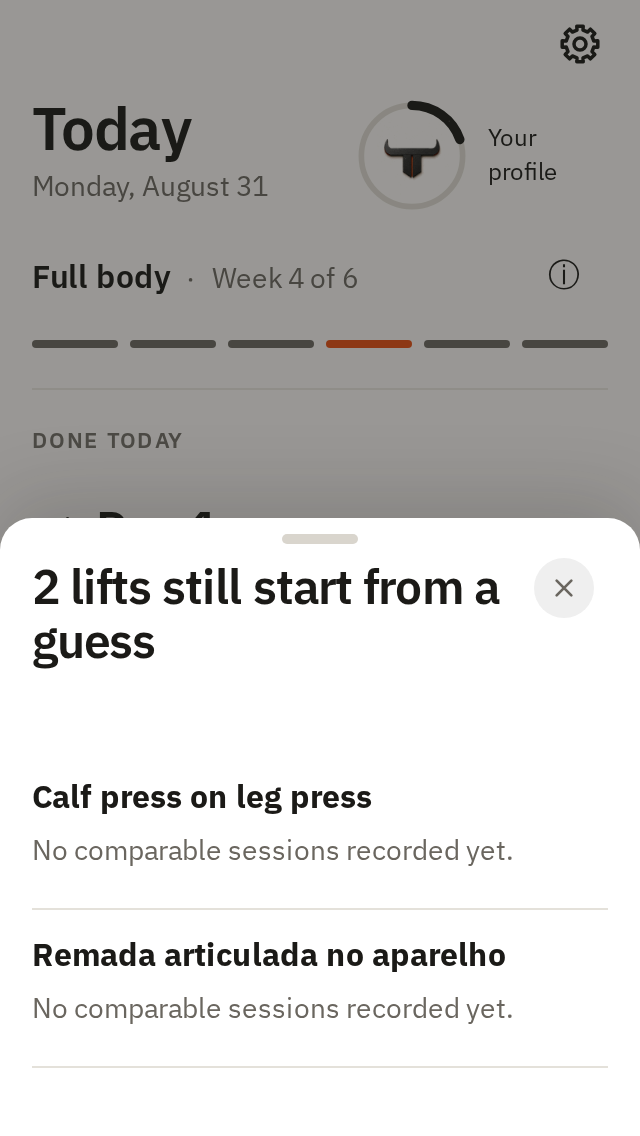 Today
Monday, August 31
Your
profile
Full body · Week 4 of 6
DONE TODAY
2 lifts still start from a
guess
Calf press on leg press
No comparable sessions recorded yet.
Remada articulada no aparelho
No comparable sessions recorded yet.